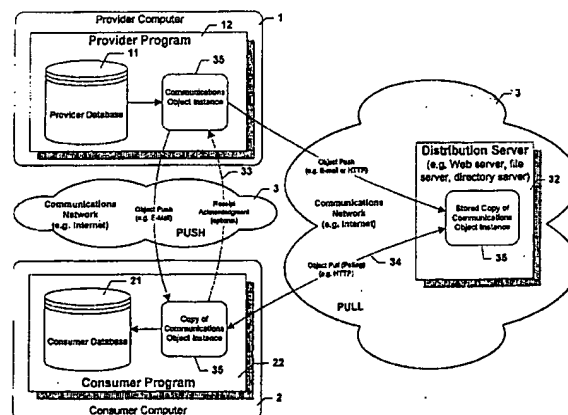 Provider Computer
1
Provider Program
12
11
35
Communications
Object Instance
Provider Database
33
3
Communications
Network
(e.g. Internet)
Object Push
(e.g. E-Mail)
Receipt
Acknowledgment
(optional)
PUSH
21
Consumer Database
Copy of
Communications
Object Instance
35
22
Consumer Program
2
Consumer Computer
3
Object Push
(e.g. E-mail or HTTP)
Communications
Network
(e.g. Internet)
Distribution Server
(e.g. Web server, file
server, directory server)
32
Stored Copy of
Communications
Object Instance
35
Object Pull (Polling)
(e.g. HTTP)
34
PULL